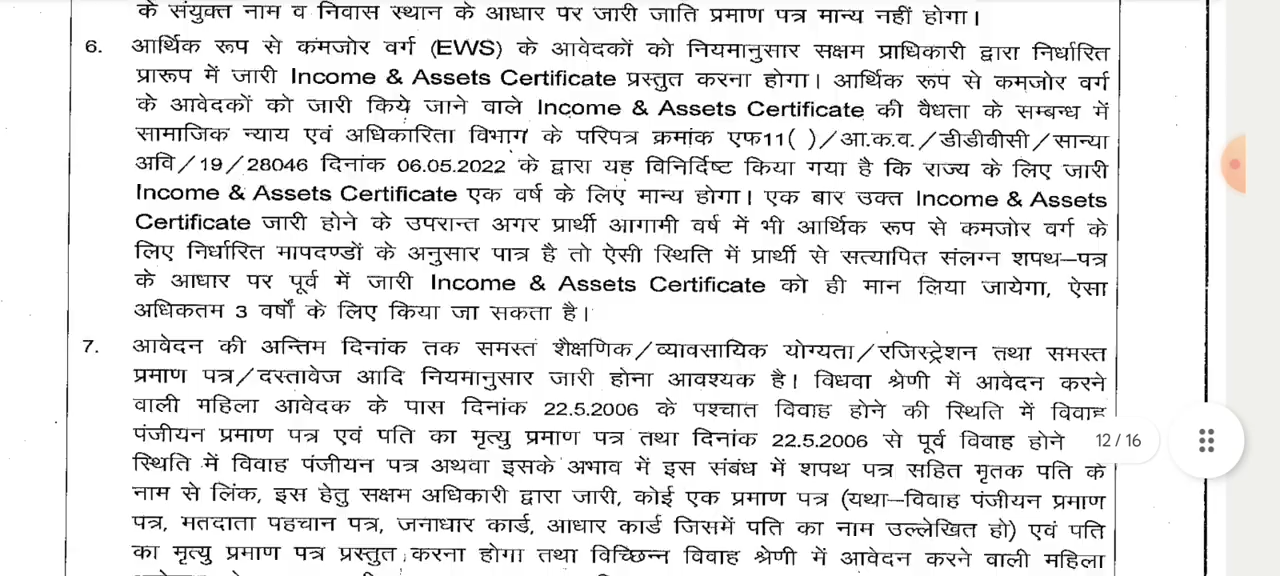 के संयुक्त नाम व निवास स्थान के आधार पर जारी जाति प्रमाण पत्र मान्य नहीं होगा।
6. आर्थिक रूप से कमजोर वर्ग (EWS) के आवेदकों को नियमानुसार सक्षम प्राधिकारी द्वारा निर्धारित
प्रारूप में जारी Income & Assets Certificate प्रस्तुत करना होगा। आर्थिक रूप से कमजोर वर्ग
के आवेदकों को जारी किये जाने वाले Income & Assets Certificate की वैधता के सम्बन्ध में
सामाजिक न्याय एवं अधिकारिता विभाग के परिपत्र क्रमांक एफ11( )/आ.क.व./डीडीवीसी/सान्या
अवि/19/28046 दिनांक 06.05.2022 के द्वारा यह विनिर्दिष्ट किया गया है कि राज्य के लिए जारी
Income & Assets Certificate एक वर्ष के लिए मान्य होगा। एक बार उक्त Income & Assets
Certificate जारी होने के उपरान्त अगर प्रार्थी आगामी वर्ष में भी आर्थिक रूप से कमजोर वर्ग के
लिए निर्धारित मापदण्डों के अनुसार पात्र है तो ऐसी स्थिति में प्रार्थी से सत्यापित संलग्न शपथ–पत्र
के आधार पर पूर्व में जारी Income & Assets Certificate को ही मान लिया जायेगा, ऐसा
अधिकतम 3 वर्षों के लिए किया जा सकता है।
7. आवेदन की अन्तिम दिनांक तक समस्त शैक्षणिक/व्यावसायिक योग्यता/रजिस्ट्रेशन तथा समस्त
प्रमाण पत्र/दस्तावेज आदि नियमानुसार जारी होना आवश्यक है। विधवा श्रेणी में आवेदन करने
वाली महिला आवेदक के पास दिनांक 22.5.2006 के पश्चात विवाह होने की स्थिति में विवाह
पंजीयन प्रमाण पत्र एवं पति का मृत्यु प्रमाण पत्र तथा दिनांक 22.5.2006 से पूर्व विवाह होने 12/16
स्थिति में विवाह पंजीयन पत्र अथवा इसके अभाव में इस संबंध में शपथ पत्र सहित मृतक पति के
नाम से लिंक, इस हेतु सक्षम अधिकारी द्वारा जारी, कोई एक प्रमाण पत्र (यथा–विवाह पंजीयन प्रमाण
पत्र, मतदाता पहचान पत्र, जनाधार कार्ड, आधार कार्ड जिसमें पति का नाम उल्लेखित हो) एवं पति
का मृत्यु प्रमाण पत्र प्रस्तुत करना होगा तथा विच्छिन्न विवाह श्रेणी में आवेदन करने वाली महिला